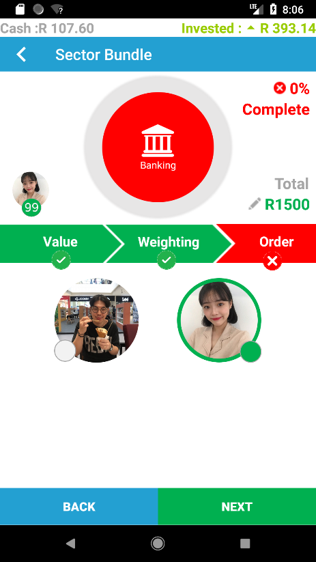 8:06
Cash :R 107.60
Invested : R 393.14
Sector Bundle
0%
Complete
Banking
99
Total
R1500
Value
Weighting
Order
BACK
NEXT